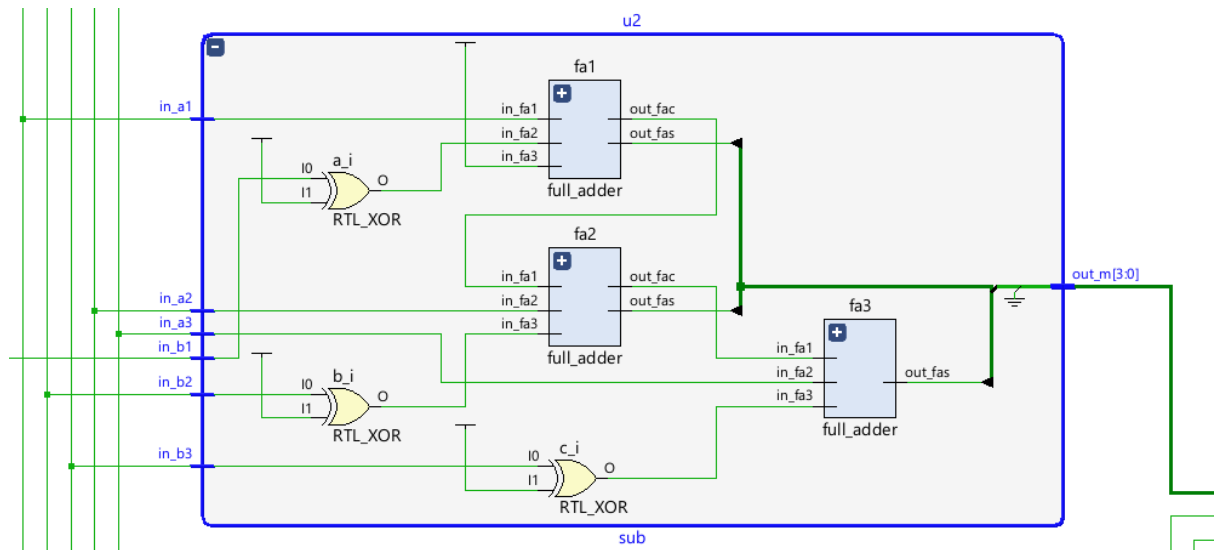 u2
fa1
in_a1
in_fa1
out_fac
in_fa2
out_fas
in_fa3
full_adder
a_i
I0
I1
O
RTL_XOR
fa2
in_fa1
out_fac
in_fa2
out_fas
in_fa3
full_adder
out_m[3:0]
in_a2
in_a3
in_b1
in_b2
in_b3
fa3
in_fa1
in_fa2
out_fas
in_fa3
full_adder
b_i
I0
I1
O
RTL_XOR
c_i
I0
I1
O
RTL_XOR
sub